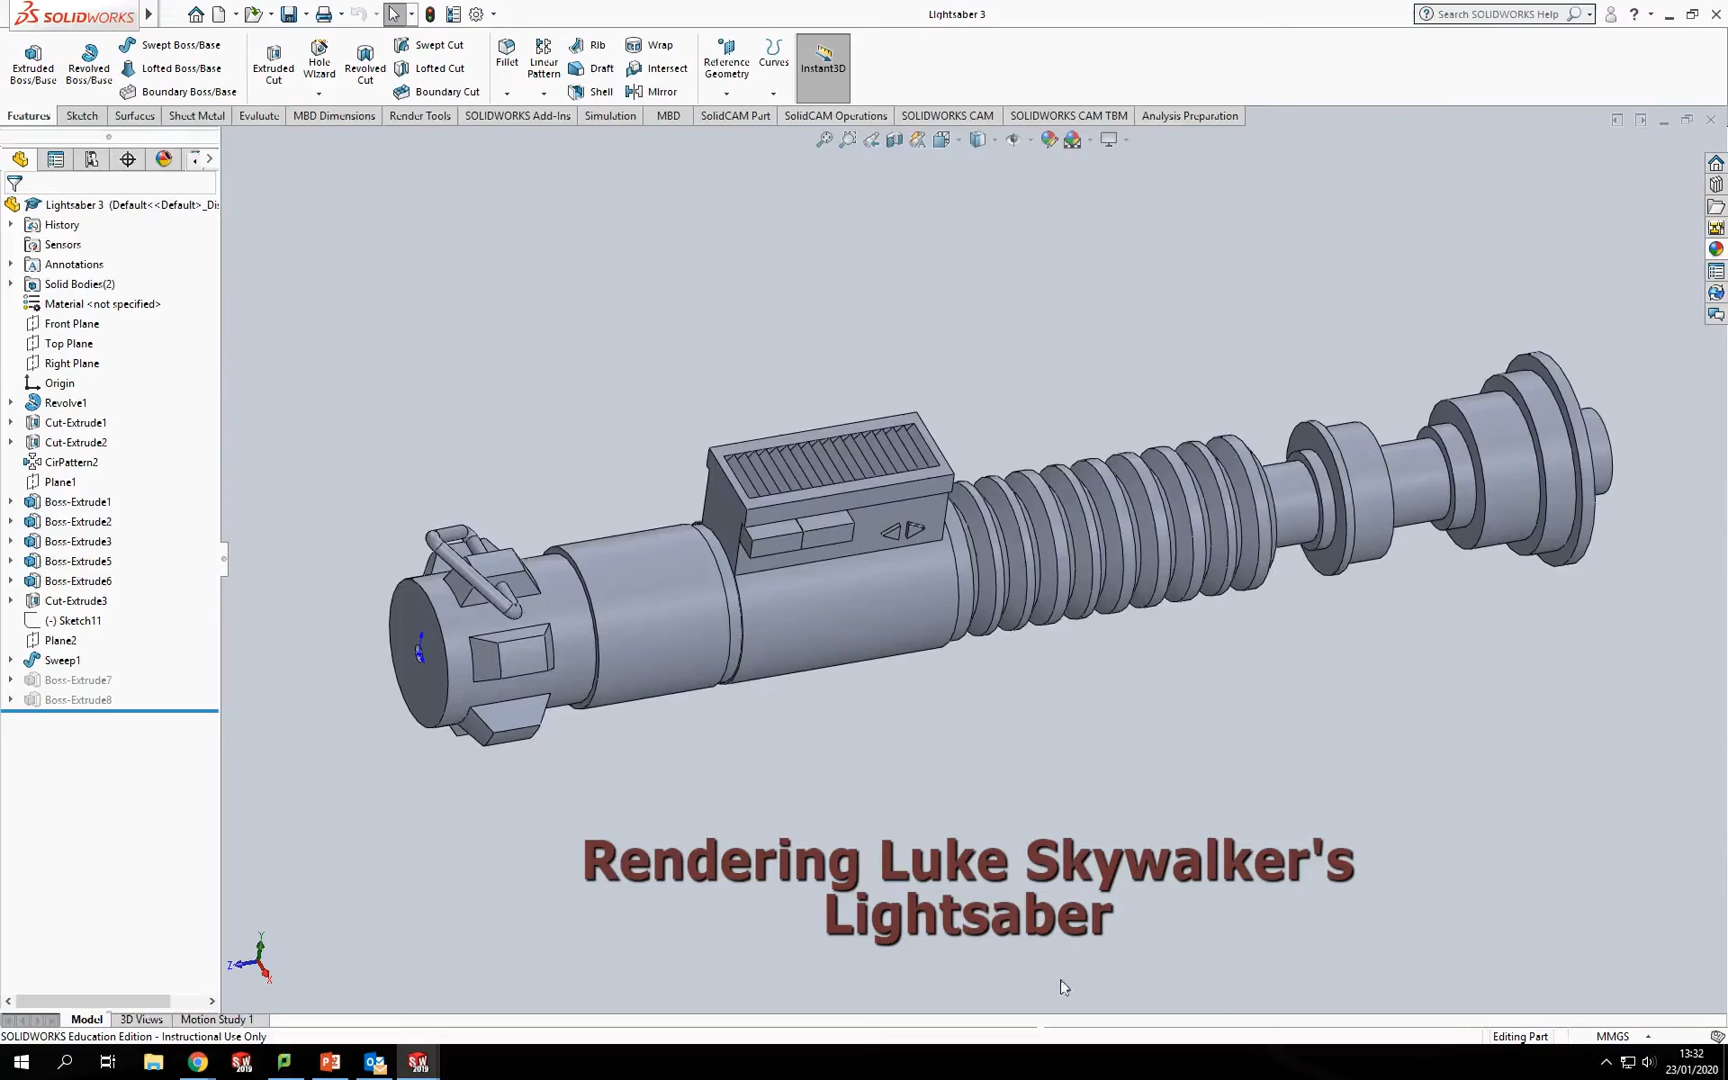 SOLIDWORKS
Lightsaber 3
Search SOLIDWORKS Help
Extruded Boss/Base
Revolved Boss/Base
Swept Boss/Base
Lofted Boss/Base
Boundary Boss/Base
Extruded Cut
Hole Wizard
Revolved Cut
Swept Cut
Lofted Cut
Boundary Cut
Fillet
Linear Pattern
Rib
Draft
Shell
Wrap
Intersect
Mirror
Reference Geometry
Curves
Instant3D
Features
Sketch
Surfaces
Sheet Metal
Evaluate
MBD Dimensions
Render Tools
SOLIDWORKS Add-Ins
Simulation
MBD
SolidCAM Part
SolidCAM Operations
SOLIDWORKS CAM
SOLIDWORKS CAM TBM
Analysis Preparation
Lightsaber 3 (Default<<Default>_Dis
History
Sensors
Annotations
Solid Bodies(2)
Material <not specified>
Front Plane
Top Plane
Right Plane
Origin
Revolve1
Cut-Extrude1
Cut-Extrude2
CirPattern2
Plane1
Boss-Extrude1
Boss-Extrude2
Boss-Extrude3
Boss-Extrude5
Boss-Extrude6
Cut-Extrude3
(-) Sketch11
Plane2
Sweep1
Boss-Extrude7
Boss-Extrude8
Rendering Luke Skywalker's
Lightsaber
Y
Z
X
Model
3D Views
Motion Study 1
SOLIDWORKS Education Edition - Instructional Use Only
Editing Part
MMGS
13:32
23/01/2020